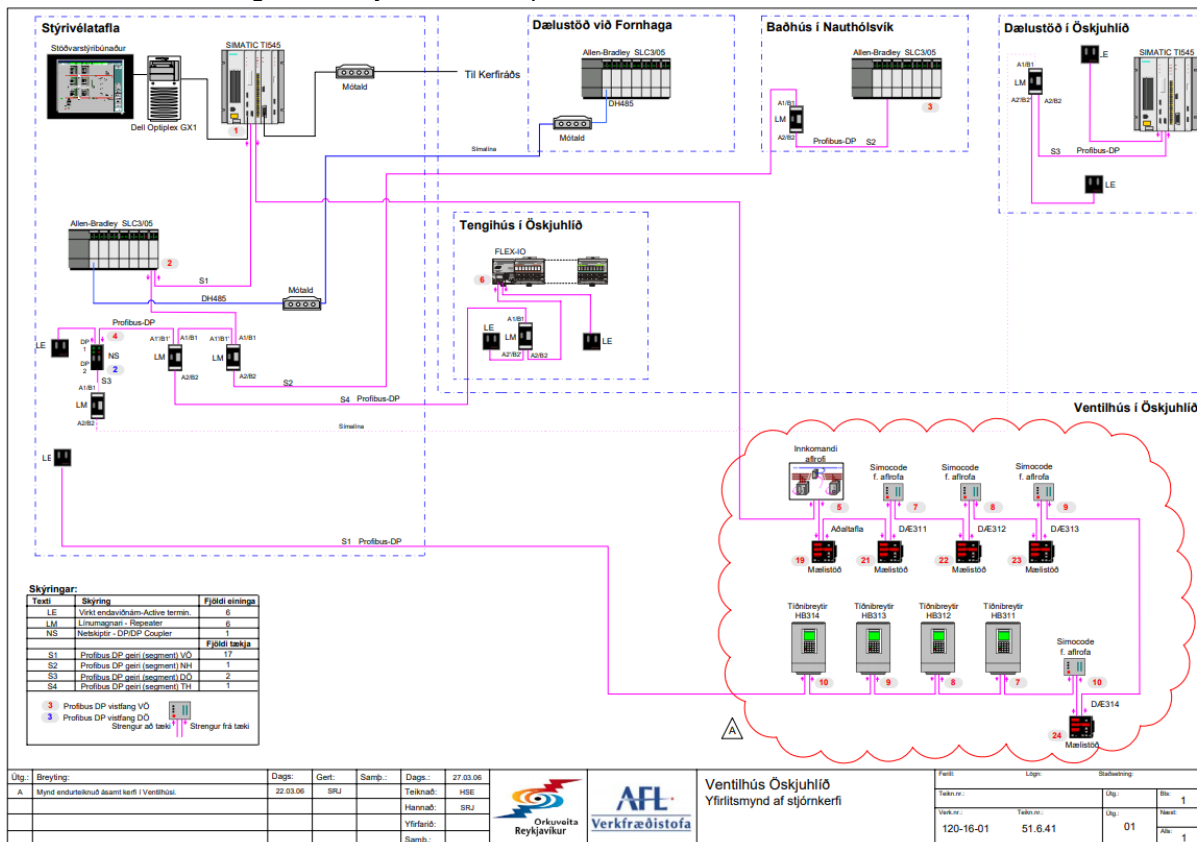 Stýrivélatafla
Stöðvarstýribúnaður
Dell Optiplex GX1
SIMATIC TI545
1
Mótald
Til Kerfiráðs
Allen-Bradley SLC3/05
2
S1
DH485
Mótald
Símalína
Profibus-DP
LE
DP
1
4
NS
DP
2
2
S3
A1/B1
LM
A2/B2
A1'/B1'
A1/B1
LM
A2/B2
A1'/B1'
A1/B1
LM
A2/B2
S2
S4 Profibus-DP
Símalína
LE
S1 Profibus-DP
Dælustöð við Fornhaga
Allen-Bradley SLC3/05
DH485
Mótald
Baðhús í Nauthólsvík
Allen-Bradley SLC3/05
3
A1/B1
LM
A2/B2
Profibus-DP
S2
Dælustöð í Öskjuhlíð
LE
SIMATIC TI545
A1/B1
LM
A2'/B2'
A2/B2
S3
Profibus-DP
LE
Tengihús í Öskjuhlíð
FLEX-IO
6
A1/B1
LE
LM
A2'/B2'
A2/B2
LE
Ventilhús í Öskjuhlíð
Innkomandi
aflrofi
5
Simocode
f. aflrofa
7
Simocode
f. aflrofa
8
Simocode
f. aflrofa
9
Aðaltafla
19
Mælistöð
DÆ311
21
Mælistöð
DÆ312
22
Mælistöð
DÆ313
23
Mælistöð
Tíðnibreytir
HB314
10
Tíðnibreytir
HB313
9
Tíðnibreytir
HB312
8
Tíðnibreytir
HB311
7
Simocode
f. aflrofa
10
DÆ314
24
Mælistöð
A
Skýringar:
Texti Skýring Fjöldi eininga
LE Virkt endaviðnám-Active termin. 6
LM Línumagnari - Repeater 6
NS Netskiptir - DP/DP Coupler 1
Fjöldi tækja
S1 Profibus DP geiri (segment) VÖ 17
S2 Profibus DP geiri (segment) NH 1
S3 Profibus DP geiri (segment) DÖ 2
S4 Profibus DP geiri (segment) TH 1
3 Profibus DP vistfang VÖ
3 Profibus DP vistfang DÖ
Strengur að tæki Strengur frá tæki
Útg.: Breyting: Dags: Gert: Samþ.: Dags.: 27.03.06
A Mynd endurteiknuð ásamt kerfi í Ventilhúsi. 22.03.06 SRJ Teiknað: HSE
Hannað: SRJ
Yfirfarið:
Samþ.:
Orkuveita
Reykjavíkur
AFL
Verkfræðistofa
Ventilhús Öskjuhlíð
Yfirlitsmynd af stjórnkerfi
Ferill: Lögn: Staðsetning:
Teikn.nr.: Útg.: Bls: 1
Verk.nr.: Teikn.nr.: Útg.: Næst:
120-16-01 51.6.41 01
Alls: 1